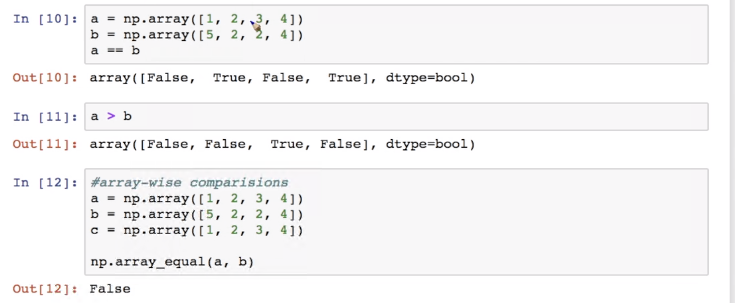 In [10]: a = np.array([1, 2, 3, 4])
b = np.array([5, 2, 2, 4])
a == b
Out[10]: array([False,  True, False,  True], dtype=bool)
In [11]: a > b
Out[11]: array([False, False,  True, False], dtype=bool)
In [12]: #array-wise comparisions
a = np.array([1, 2, 3, 4])
b = np.array([5, 2, 2, 4])
c = np.array([1, 2, 3, 4])
np.array_equal(a, b)
Out[12]: False